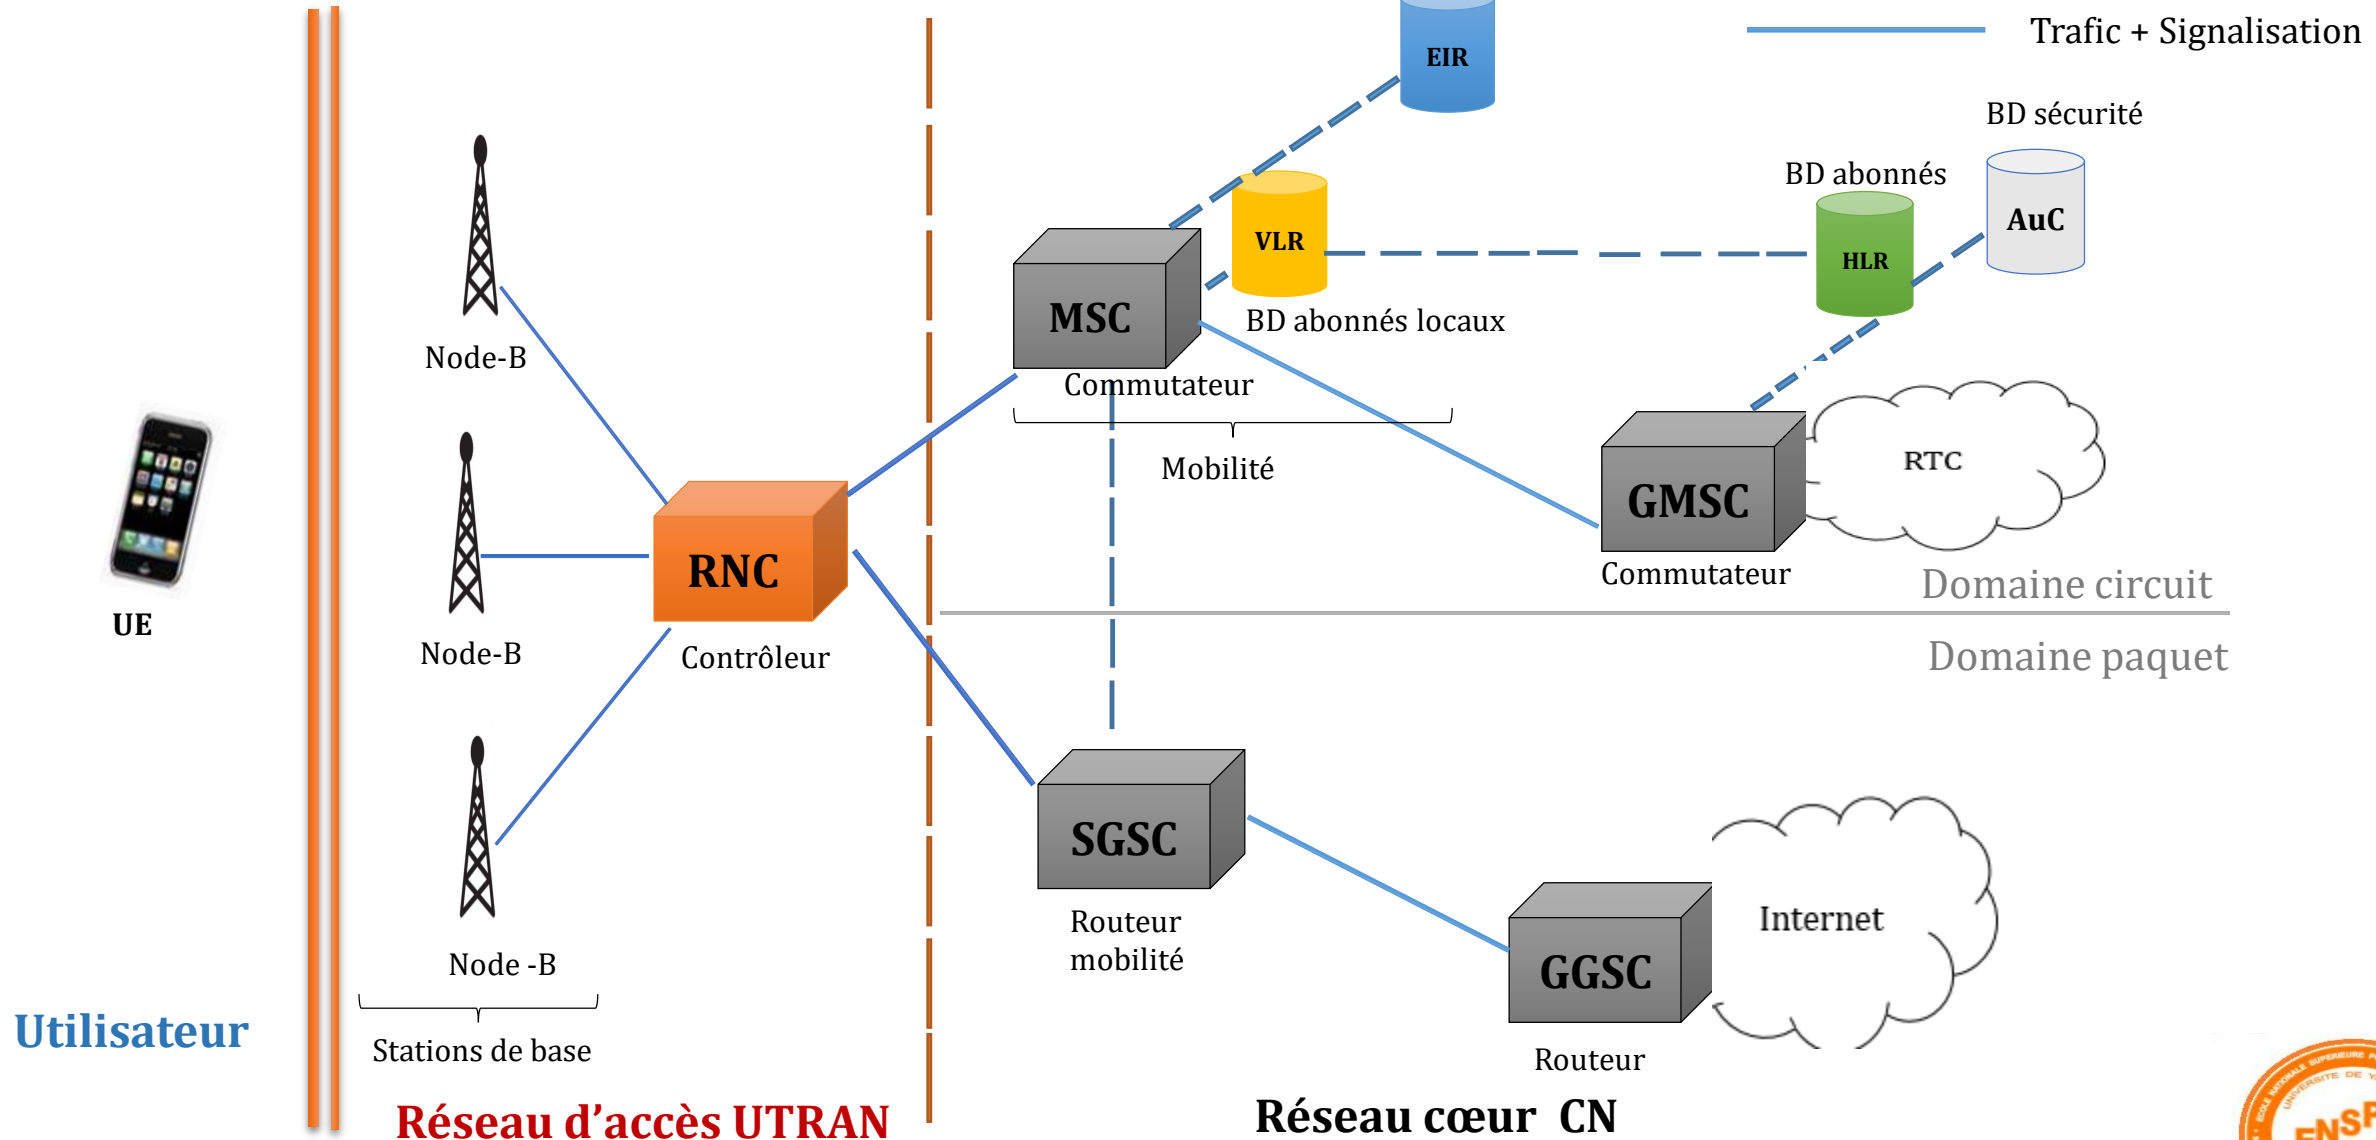 Trafic + Signalisation
EIR
BD sécurité
BD abonnés
AuC
VLR
HLR
MSC
BD abonnés locaux
Node-B
Commutateur
Mobilité
RTC
GMSC
RNC
Commutateur
Domaine circuit
UE
Node-B
Contrôleur
Domaine paquet
SGSC
Routeur
mobilité
Internet
GGSC
Node -B
Utilisateur
Stations de base
Routeur
Réseau d’accès UTRAN
Réseau cœur CN
ENSP